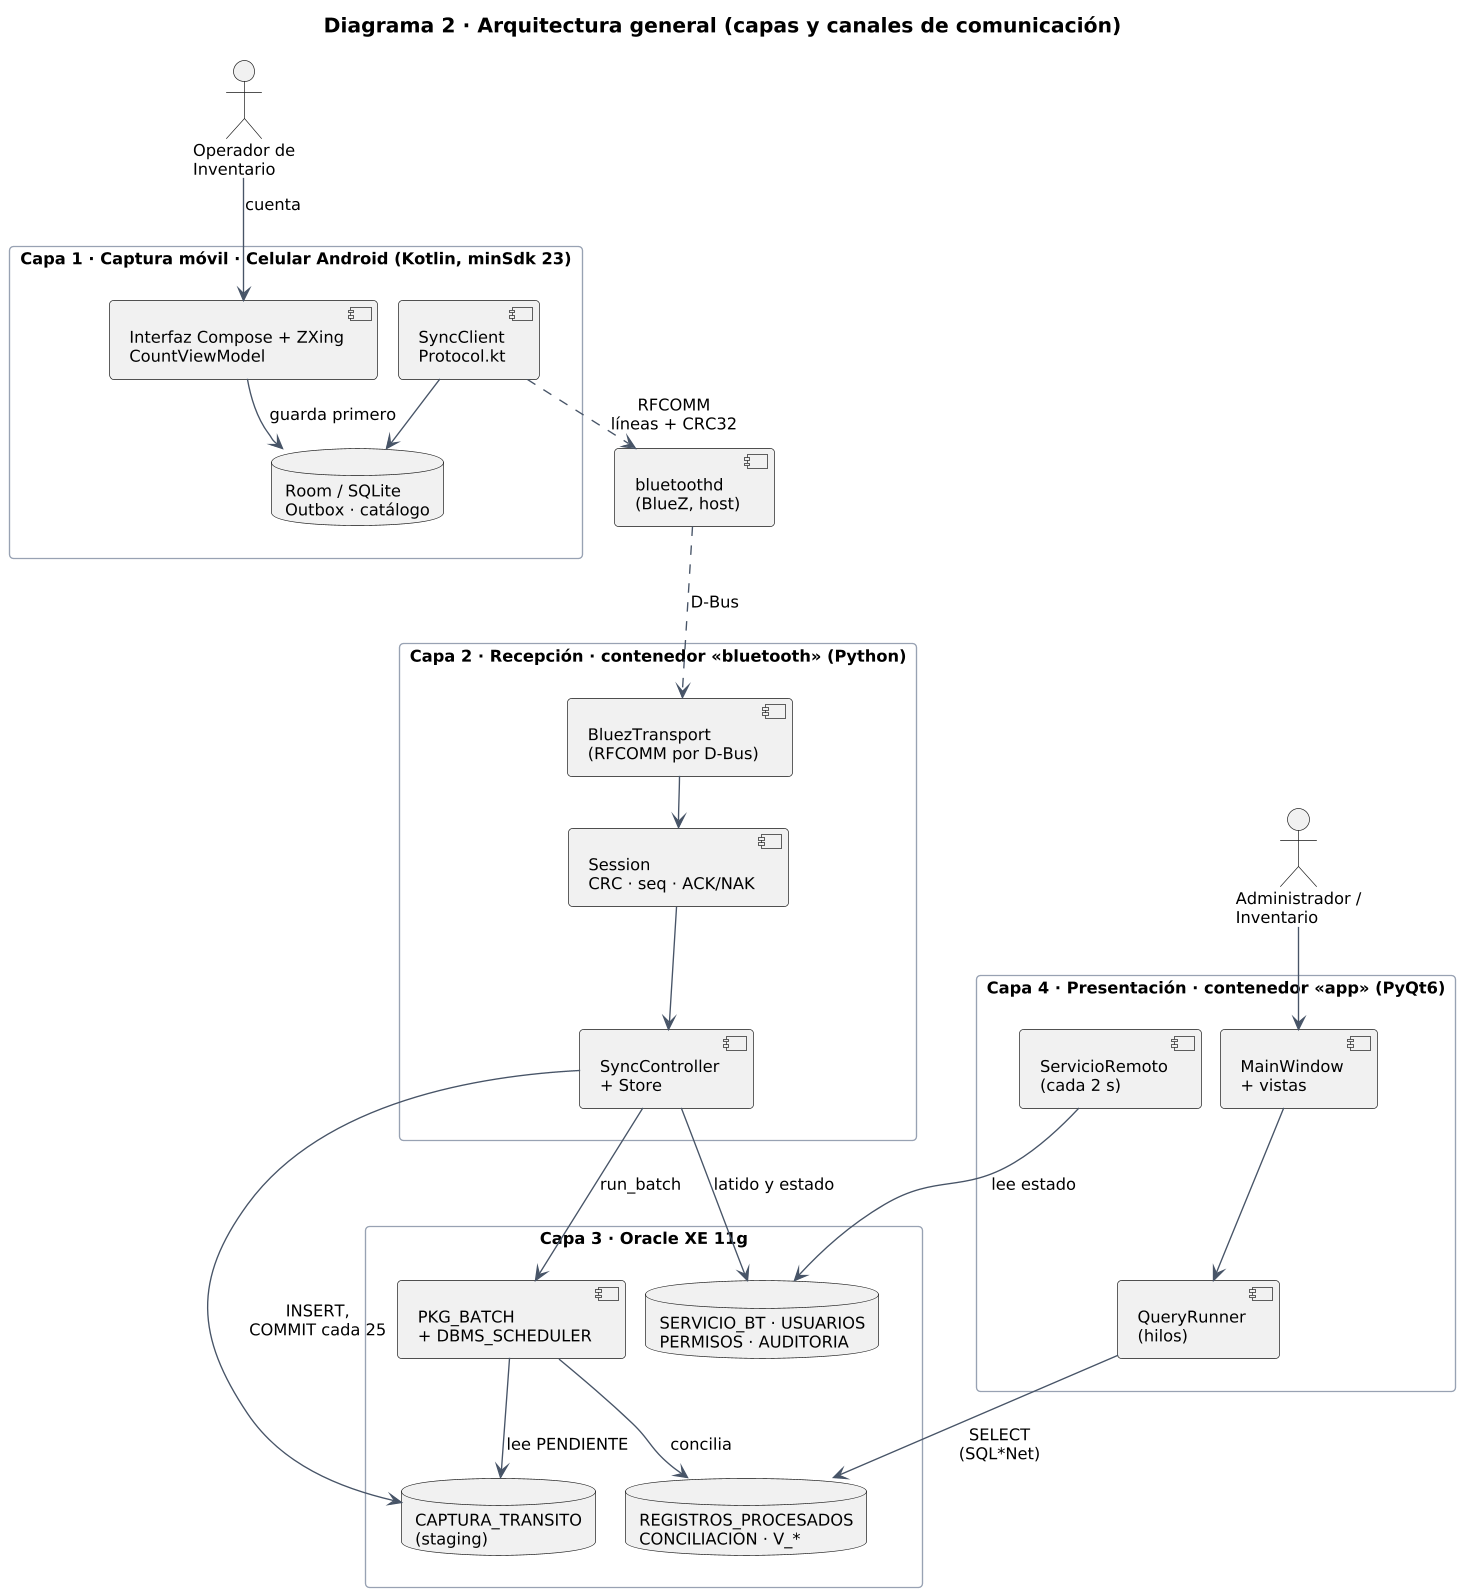 Diagrama 2 · Arquitectura general (capas y canales de comunicación)
Operador de
Inventario
cuenta
Capa 1 · Captura móvil · Celular Android (Kotlin, minSdk 23)
Interfaz Compose + ZXing
CountViewModel
SyncClient
Protocol.kt
guarda primero
RFCOMM
líneas + CRC32
Room / SQLite
Outbox · catálogo
bluetoothd
(BlueZ, host)
D-Bus
Capa 2 · Recepción · contenedor «bluetooth» (Python)
BluezTransport
(RFCOMM por D-Bus)
Session
CRC · seq · ACK/NAK
Administrador /
Inventario
Capa 4 · Presentación · contenedor «app» (PyQt6)
SyncController
+ Store
ServicioRemoto
(cada 2 s)
MainWindow
+ vistas
run_batch
latido y estado
lee estado
Capa 3 · Oracle XE 11g
INSERT,
COMMIT cada 25
PKG_BATCH
+ DBMS_SCHEDULER
SERVICIO_BT · USUARIOS
PERMISOS · AUDITORIA
QueryRunner
(hilos)
lee PENDIENTE
concilia
SELECT
(SQL*Net)
CAPTURA_TRANSITO
(staging)
REGISTROS_PROCESADOS
CONCILIACION · V_*